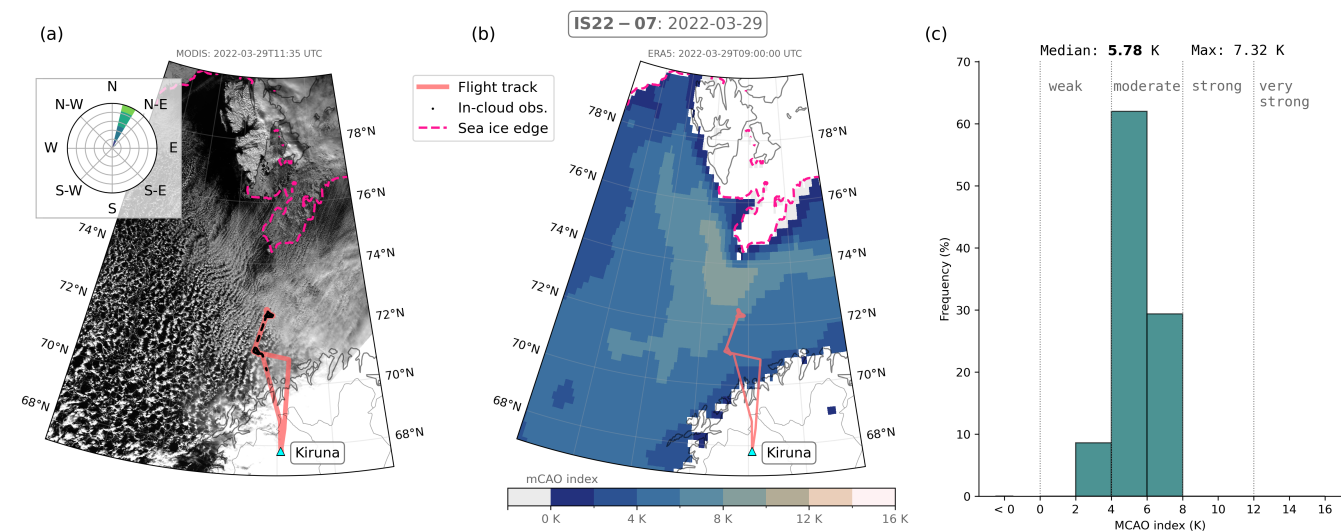 IS22 – 07: 2022-03-29
(a)
MODIS: 2022-03-29T11:35 UTC
N
N-W
N-E
W
E
S-W
S-E
S
78°N
76°N
74°N
74°N
72°N
72°N
70°N
70°N
68°N
68°N
Kiruna
Flight track
In-cloud obs.
Sea ice edge
(b)
ERA5: 2022-03-29T09:00:00 UTC
78°N
78°N
76°N
76°N
74°N
74°N
72°N
72°N
70°N
70°N
68°N
68°N
Kiruna
mCAO index
0 K
4 K
8 K
12 K
16 K
(c)
Median: 5.78 K Max: 7.32 K
weak
moderate
strong
very
strong
Frequency (%)
70
60
50
40
30
20
10
0
< 0
0
2
4
6
8
10
12
14
16
MCAO index (K)